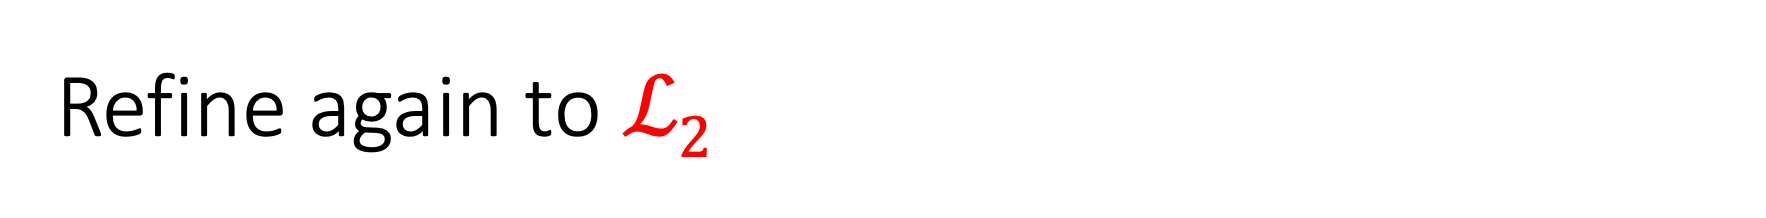 Refine again to ℒ₂